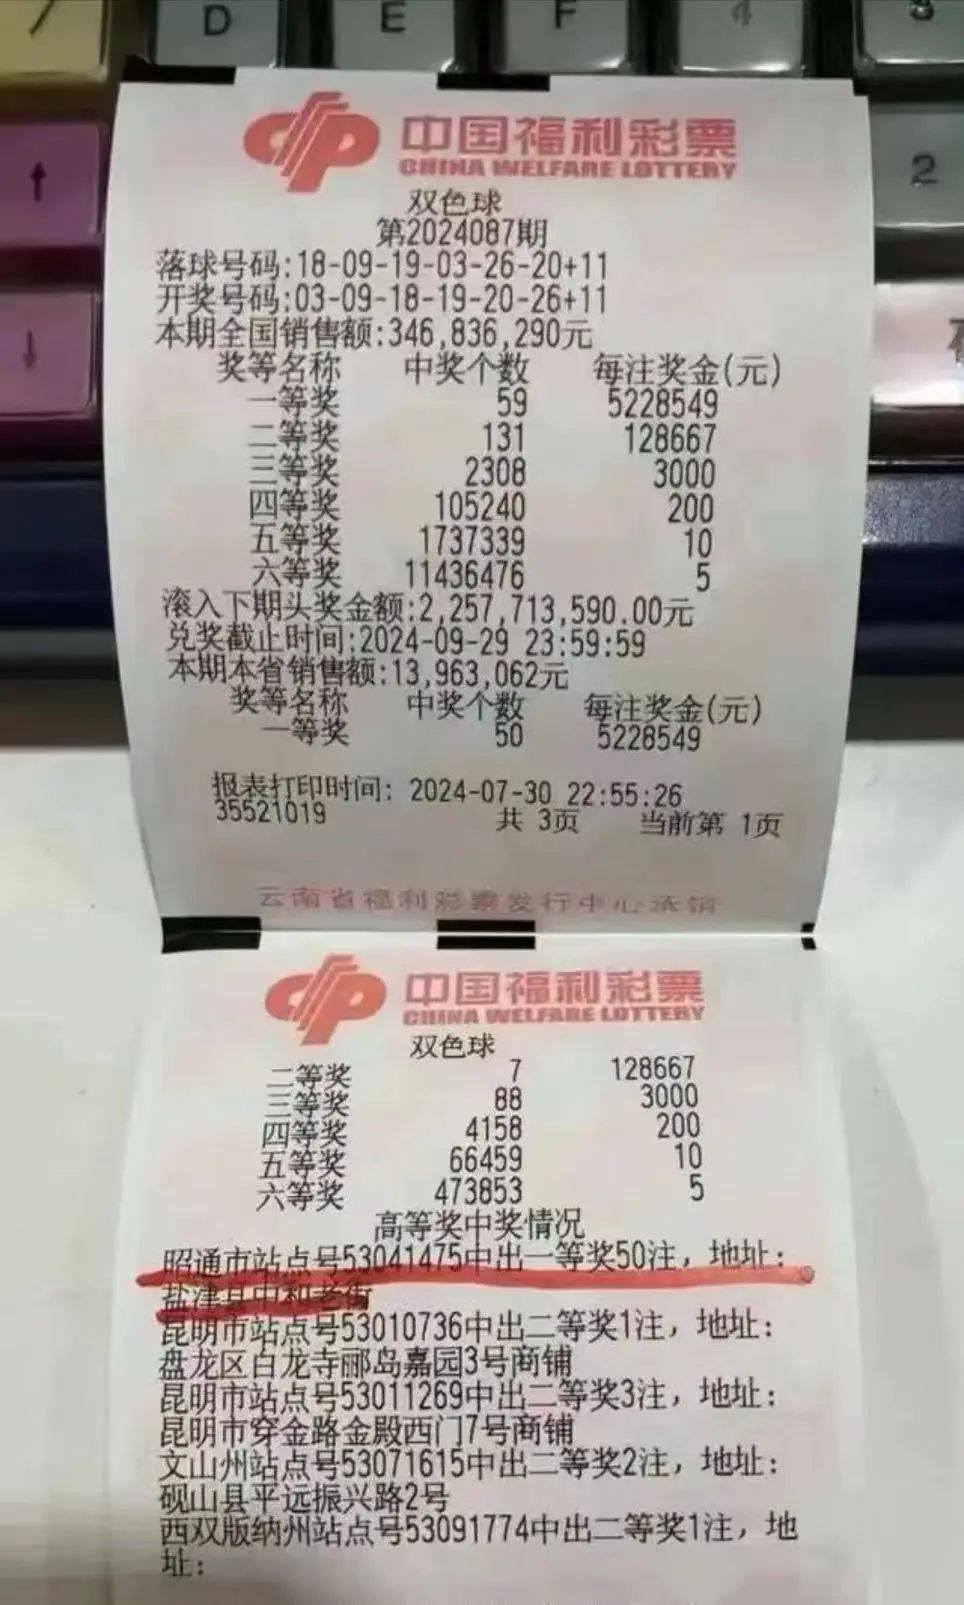 D E F 4 3
↑
2
↓
中国福利彩票
CHINA WELFARE LOTTERY
双色球
第2024087期
落球号码:18-09-19-03-26-20+11
开奖号码:03-09-18-19-20-26+11
本期全国销售额:346,836,290元
奖等名称 中奖个数 每注奖金(元)
一等奖 59 5228549
二等奖 131 128667
三等奖 2308 3000
四等奖 105240 200
五等奖 1737339 10
六等奖 11436476 5
滚入下期头奖金额:2,257,713,590.00元
兑奖截止时间:2024-09-29 23:59:59
本期本省销售额:13,963,062元
奖等名称 中奖个数 每注奖金(元)
一等奖 50 5228549
报表打印时间: 2024-07-30 22:55:26
35521019 共 3页 当前第 1页
云南省福利彩票发行中心承销
中国福利彩票
CHINA WELFARE LOTTERY
双色球
二等奖 7 128667
三等奖 88 3000
四等奖 4158 200
五等奖 66459 10
六等奖 473853 5
高等奖中奖情况
昭通市站点号53041475中出一等奖50注，地址:
盐津县中和老街
昆明市站点号53010736中出二等奖1注，地址:
盘龙区白龙寺郦岛嘉园3号商铺
昆明市站点号53011269中出二等奖3注，地址:
昆明市穿金路金殿西门7号商铺
文山州站点号53071615中出二等奖2注，地址:
砚山县平远振兴路2号
西双版纳州站点号53091774中出二等奖1注，地
址: